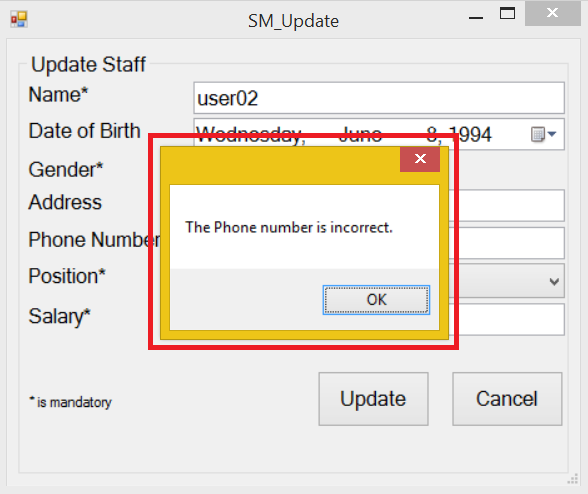 SM_Update
Update Staff
Name*
user02
Date of Birth
Wednesday, June 8, 1994
Gender*
Address
Phone Number
Position*
Salary*
The Phone number is incorrect.
OK
* is mandatory
Update
Cancel